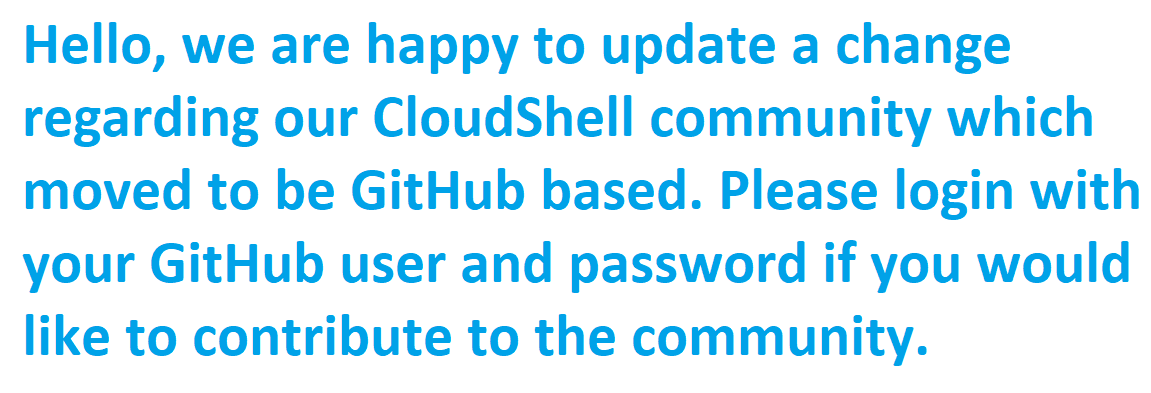 Hello, we are happy to update a change
regarding our CloudShell community which
moved to be GitHub based. Please login with
your GitHub user and password if you would
like to contribute to the community.